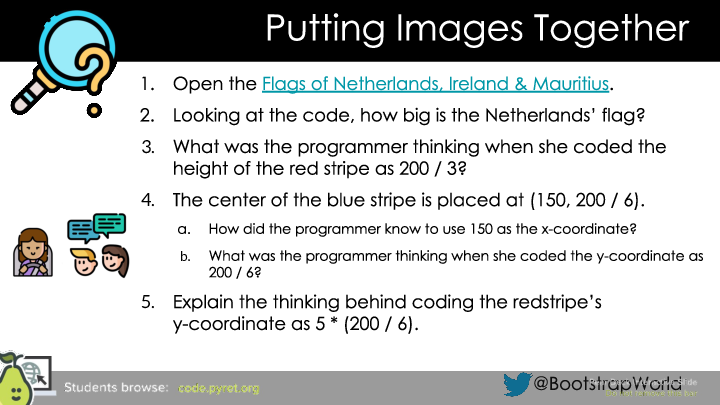 Putting Images Together
1. Open the Flags of Netherlands, Ireland & Mauritius.
2. Looking at the code, how big is the Netherlands’ flag?
3. What was the programmer thinking when she coded the
height of the red stripe as 200 / 3?
4. The center of the blue stripe is placed at (150, 200 / 6).
a. How did the programmer know to use 150 as the x-coordinate?
b. What was the programmer thinking when she coded the y-coordinate as
200 / 6?
5. Explain the thinking behind coding the redstripe’s
y-coordinate as 5 * (200 / 6).
Students browse: code.pyret.org
@BootstrapWorld